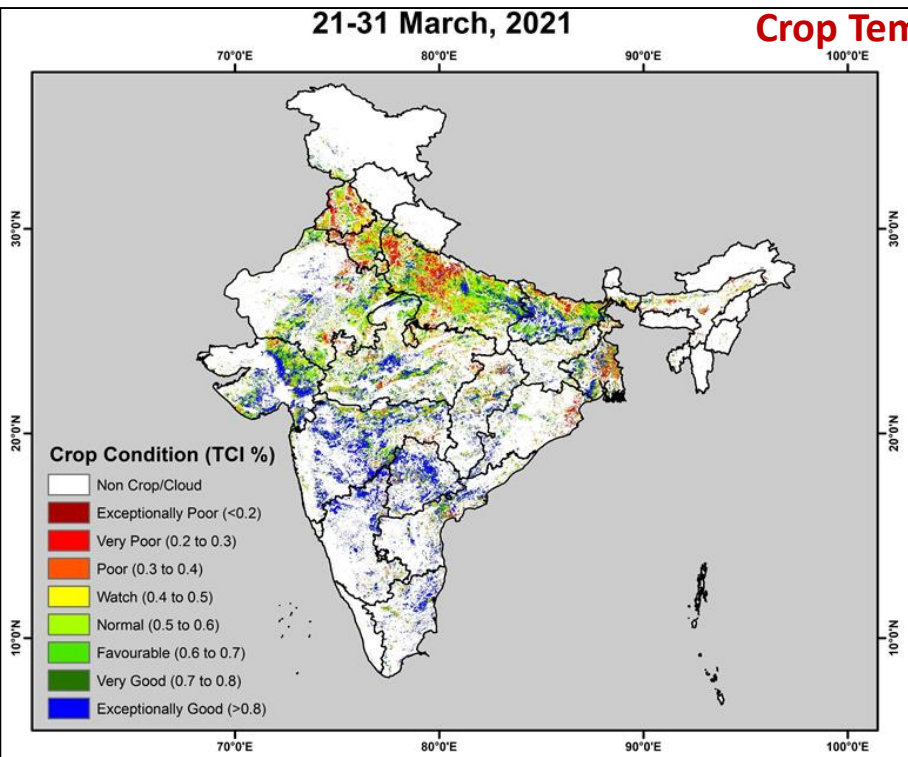 21-31 March, 2021
Crop Tem
70°0'E 80°0'E 90°0'E 100°0'E
30°0'N 30°0'N
20°0'N 20°0'N
10°0'N 10°0'N
Crop Condition (TCI %)
Non Crop/Cloud
Exceptionally Poor (<0.2)
Very Poor (0.2 to 0.3)
Poor (0.3 to 0.4)
Watch (0.4 to 0.5)
Normal (0.5 to 0.6)
Favourable (0.6 to 0.7)
Very Good (0.7 to 0.8)
Exceptionally Good (>0.8)
70°0'E 80°0'E 90°0'E 100°0'E